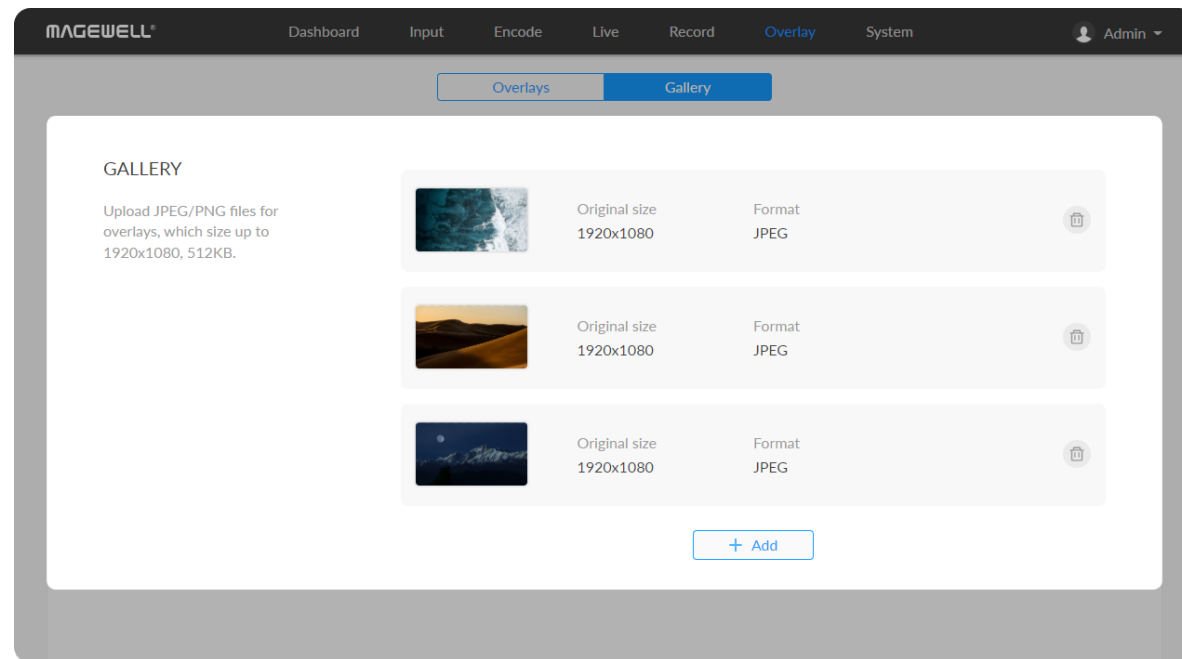 MAGEWELL®
Dashboard Input Encode Live Record Overlay System Admin
Overlays Gallery
GALLERY
Upload JPEG/PNG files for
overlays, which size up to
1920x1080, 512KB.
Original size Format
1920x1080 JPEG
Original size Format
1920x1080 JPEG
Original size Format
1920x1080 JPEG
+ Add